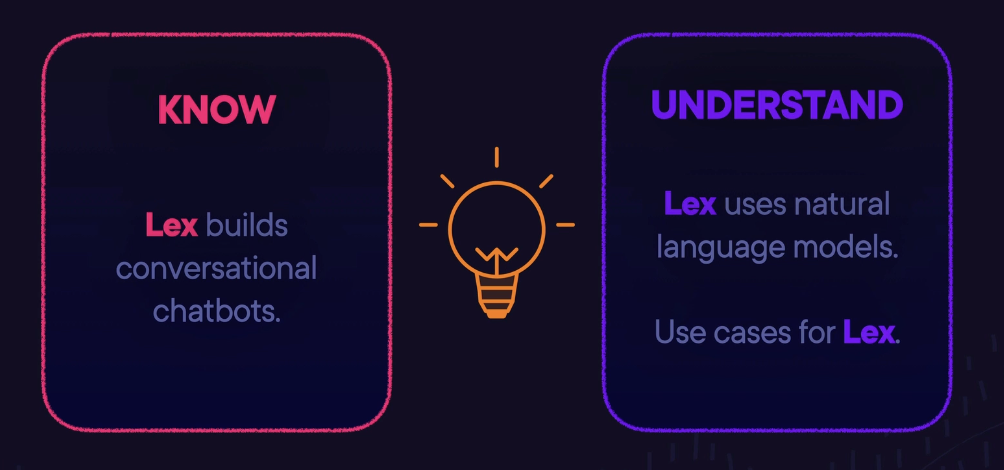 KNOW
Lex builds
conversational
chatbots.
UNDERSTAND
Lex uses natural
language models.
Use cases for Lex.